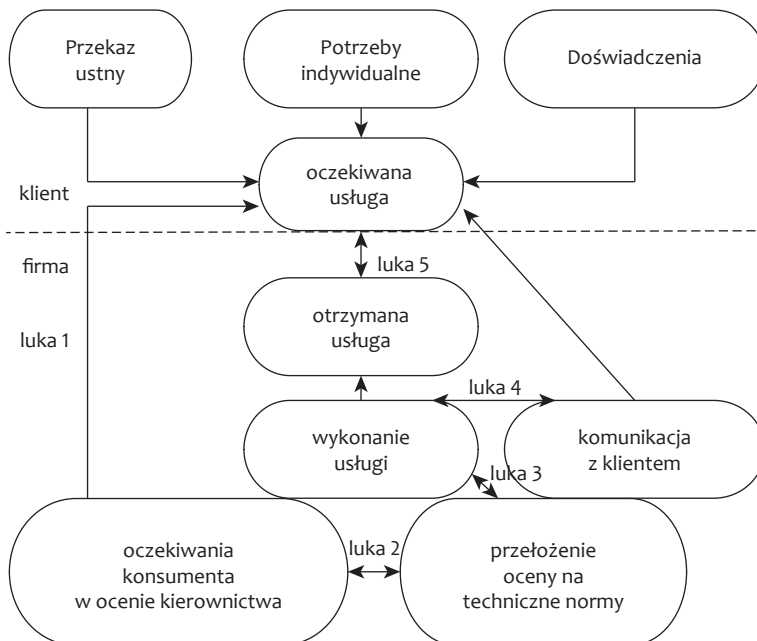 Przekaz
ustny
Potrzeby
indywidualne
Doświadczenia
oczekiwana
usługa
klient
firma
luka 5
luka 1
otrzymana
usługa
luka 4
wykonanie
usługi
komunikacja
z klientem
luka 3
oczekiwania
konsumenta
w ocenie kierownictwa
luka 2
przełożenie
oceny na
techniczne normy